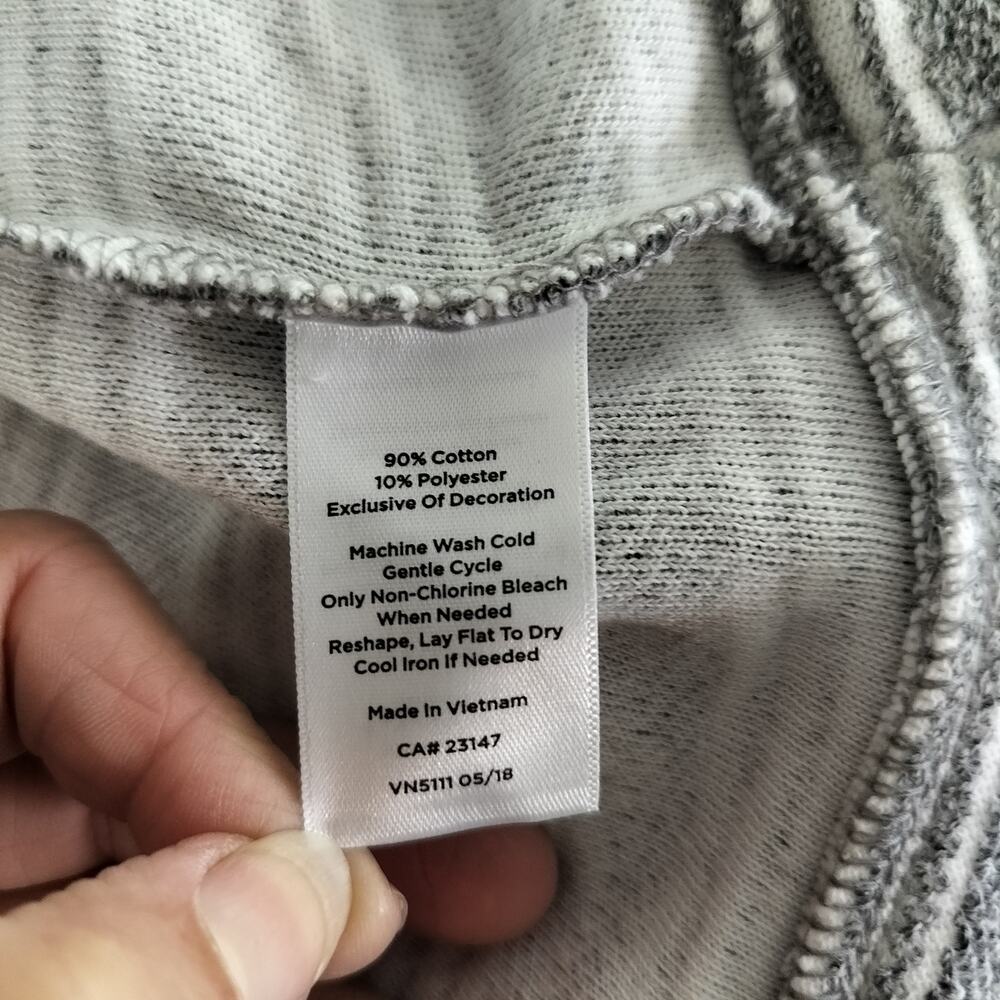 90% Cotton
10% Polyester
Exclusive Of Decoration
Machine Wash Cold
Gentle Cycle
Only Non-Chlorine Bleach
When Needed
Reshape, Lay Flat To Dry
Cool Iron If Needed
Made In Vietnam
CA# 23147
VN5111 05/18